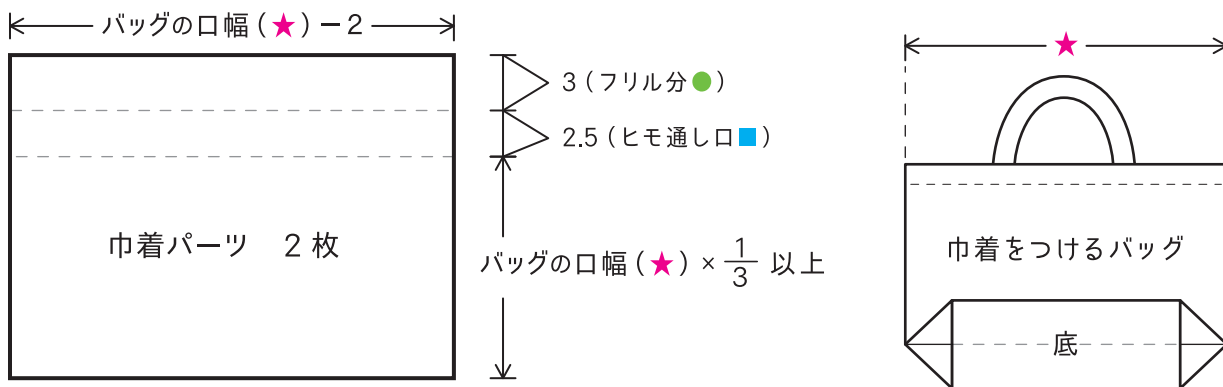 バッグの口幅(★)-2
3(フリル分●)
2.5(ヒモ通し口■)
巾着パーツ 2枚
バッグの口幅(★)×1/3 以上
★
巾着をつけるバッグ
底